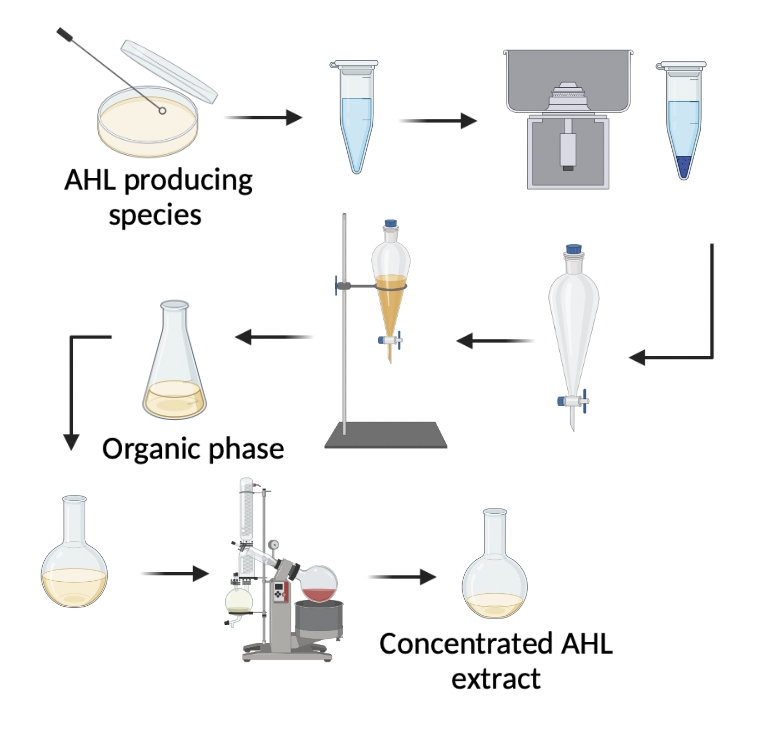 AHL producing
species
Organic phase
Concentrated AHL
extract